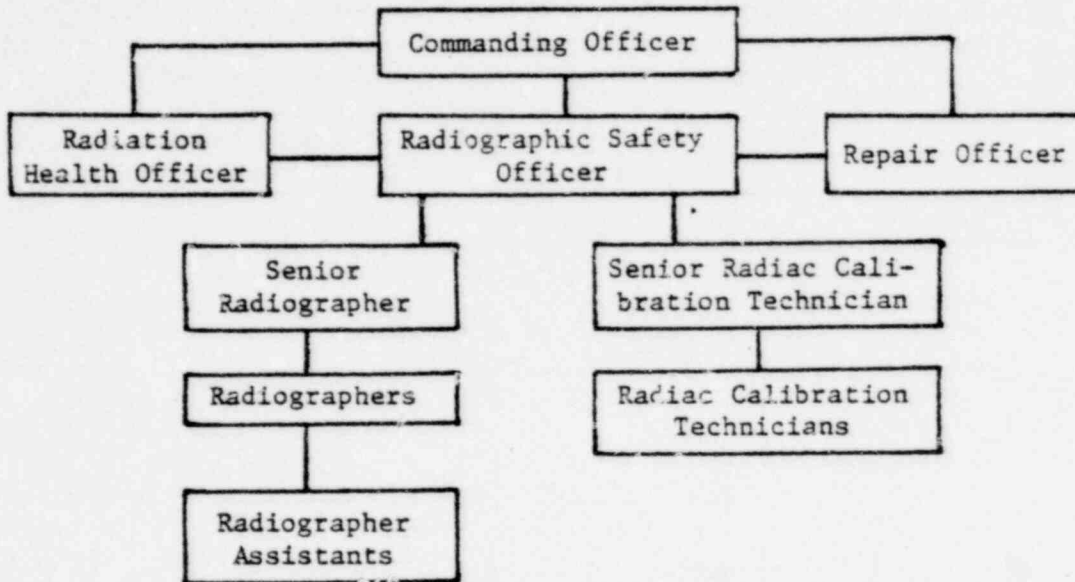 Commanding Officer
Radiation
Health Officer
Radiographic Safety
Officer
Repair Officer
Senior
Radiographer
Senior Radiac Cali-
bration Technician
Radiographers
Radiac Calibration
Technicians
Radiographer
Assistants